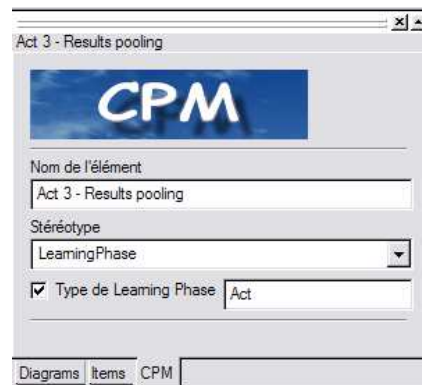 Act 3 - Results pooling
CPM
Nom de l'élément
Act 3 - Results pooling
Stéréotype
LearningPhase
Type de Learning Phase Act
Diagrams Items CPM